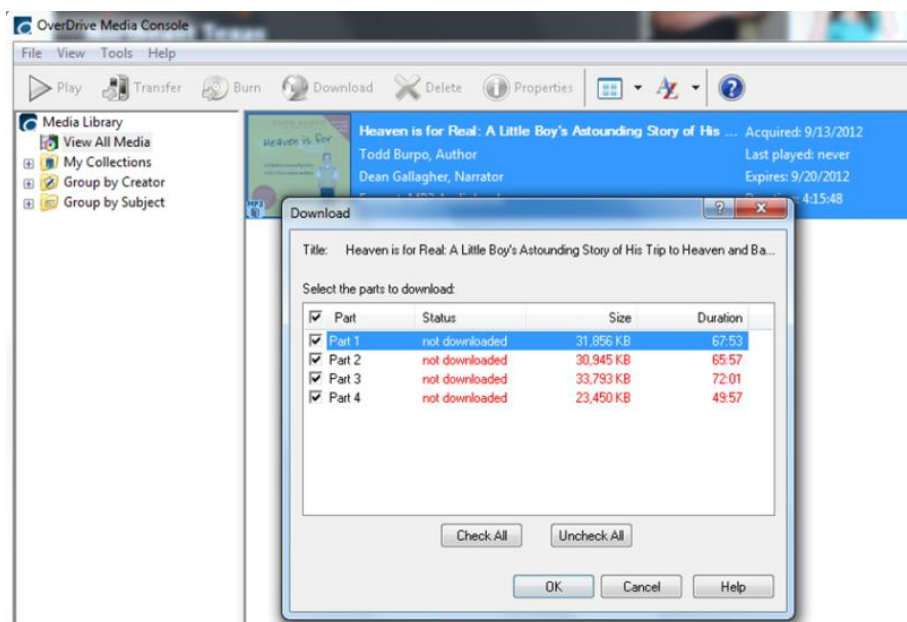 OverDrive Media Console
File View Tools Help
Play Transfer Burn Download Delete Properties
Media Library
View All Media
My Collections
Group by Creator
Group by Subject
Heaven is for
MP3
Heaven is for Real: A Little Boy's Astounding Story of His ... Acquired: 9/13/2012
Todd Burpo, Author Last played: never
Dean Gallagher, Narrator Expires: 9/20/2012
4:15:48
Download
Title: Heaven is for Real: A Little Boy's Astounding Story of His Trip to Heaven and Ba...
Select the parts to download:
Part Status Size Duration
Part 1 not downloaded 31,856 KB 67:53
Part 2 not downloaded 30,945 KB 65:57
Part 3 not downloaded 33,793 KB 72:01
Part 4 not downloaded 23,450 KB 49:57
Check All Uncheck All
OK Cancel Help